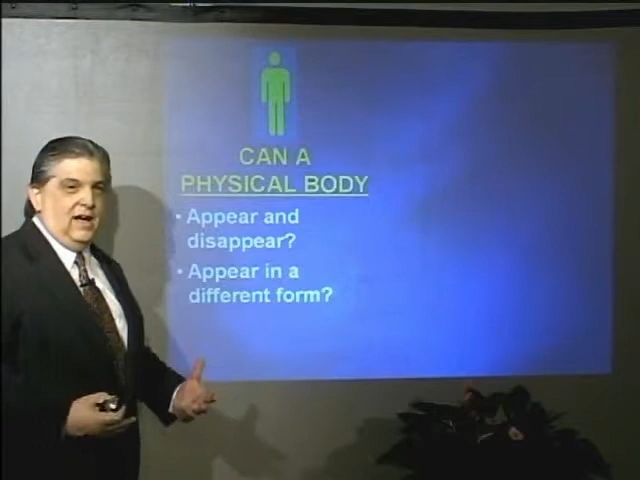 CAN A
PHYSICAL BODY
• Appear and
disappear?
• Appear in a
different form?